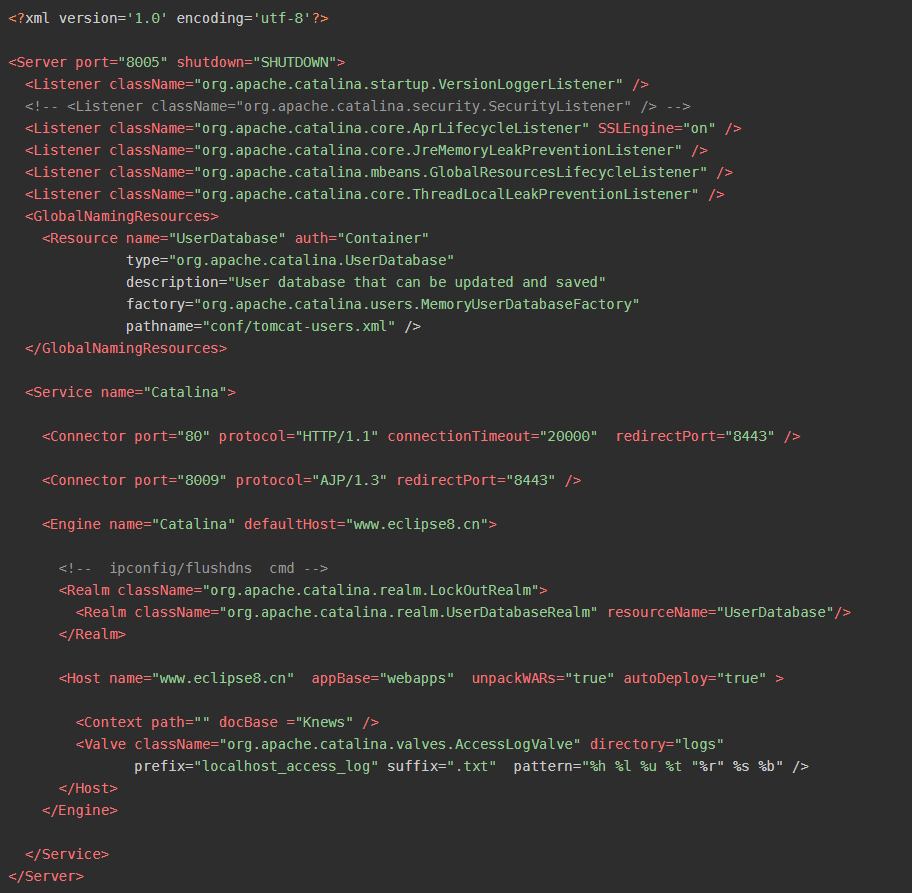 <?xml version='1.0' encoding='utf-8'?>
<Server port="8005" shutdown="SHUTDOWN">
  <Listener className="org.apache.catalina.startup.VersionLoggerListener" />
  <!-- <Listener className="org.apache.catalina.security.SecurityListener" /> -->
  <Listener className="org.apache.catalina.core.AprLifecycleListener" SSLEngine="on" />
  <Listener className="org.apache.catalina.core.JreMemoryLeakPreventionListener" />
  <Listener className="org.apache.catalina.mbeans.GlobalResourcesLifecycleListener" />
  <Listener className="org.apache.catalina.core.ThreadLocalLeakPreventionListener" />
  <GlobalNamingResources>
    <Resource name="UserDatabase" auth="Container"
              type="org.apache.catalina.UserDatabase"
              description="User database that can be updated and saved"
              factory="org.apache.catalina.users.MemoryUserDatabaseFactory"
              pathname="conf/tomcat-users.xml" />
  </GlobalNamingResources>
  <Service name="Catalina">
    <Connector port="80" protocol="HTTP/1.1" connectionTimeout="20000"  redirectPort="8443" />
    <Connector port="8009" protocol="AJP/1.3" redirectPort="8443" />
    <Engine name="Catalina" defaultHost="www.eclipse8.cn">
      <!--  ipconfig/flushdns  cmd -->
      <Realm className="org.apache.catalina.realm.LockOutRealm">
        <Realm className="org.apache.catalina.realm.UserDatabaseRealm" resourceName="UserDatabase"/>
      </Realm>
      <Host name="www.eclipse8.cn"  appBase="webapps"  unpackWARs="true" autoDeploy="true" >
        <Context path="" docBase ="Knews" />
        <Valve className="org.apache.catalina.valves.AccessLogValve" directory="logs"
               prefix="localhost_access_log" suffix=".txt"  pattern="%h %l %u %t "%r" %s %b" />
      </Host>
    </Engine>
  </Service>
</Server>